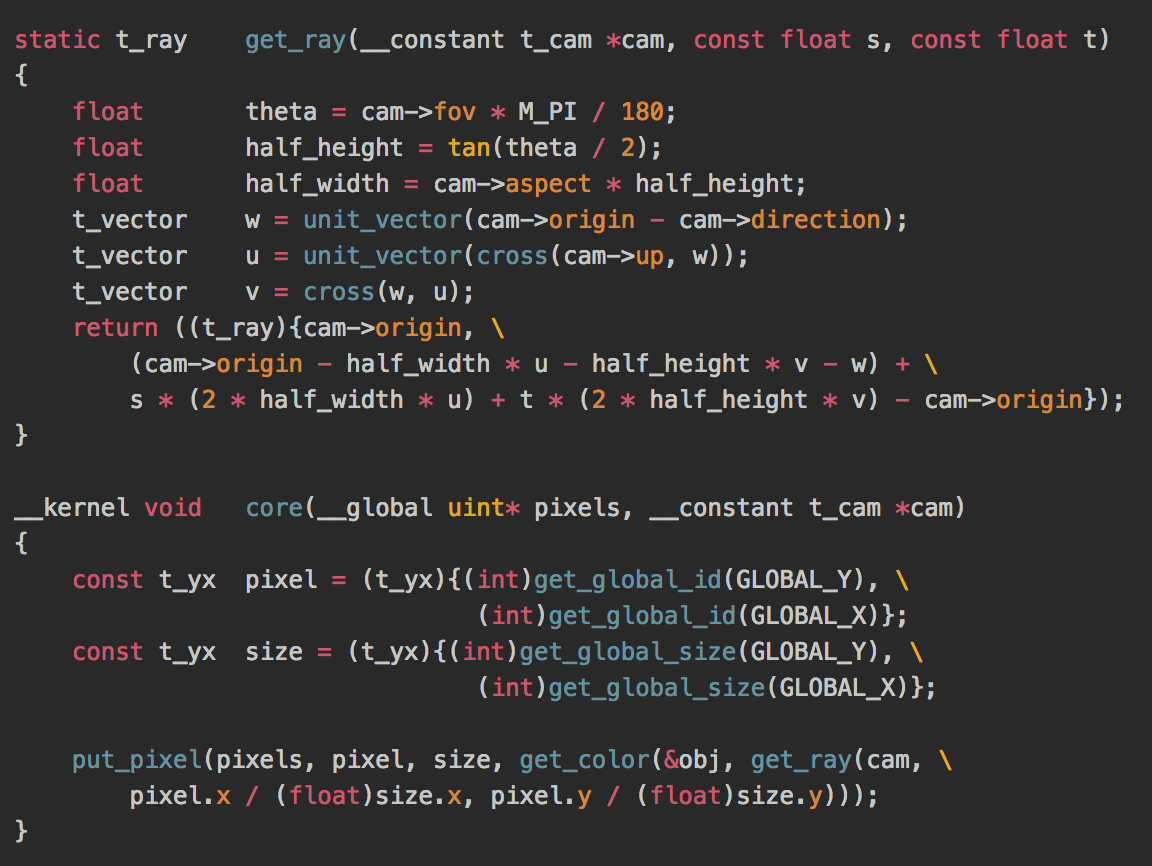 static t_ray    get_ray(__constant t_cam *cam, const float s, const float t)
{
    float       theta = cam->fov * M_PI / 180;
    float       half_height = tan(theta / 2);
    float       half_width = cam->aspect * half_height;
    t_vector    w = unit_vector(cam->origin - cam->direction);
    t_vector    u = unit_vector(cross(cam->up, w));
    t_vector    v = cross(w, u);
    return ((t_ray){cam->origin, \
        (cam->origin - half_width * u - half_height * v - w) + \
        s * (2 * half_width * u) + t * (2 * half_height * v) - cam->origin});
}

__kernel void   core(__global uint* pixels, __constant t_cam *cam)
{
    const t_yx  pixel = (t_yx){(int)get_global_id(GLOBAL_Y), \
                                (int)get_global_id(GLOBAL_X)};
    const t_yx  size = (t_yx){(int)get_global_size(GLOBAL_Y), \
                                (int)get_global_size(GLOBAL_X)};

    put_pixel(pixels, pixel, size, get_color(&obj, get_ray(cam, \
        pixel.x / (float)size.x, pixel.y / (float)size.y)));
}